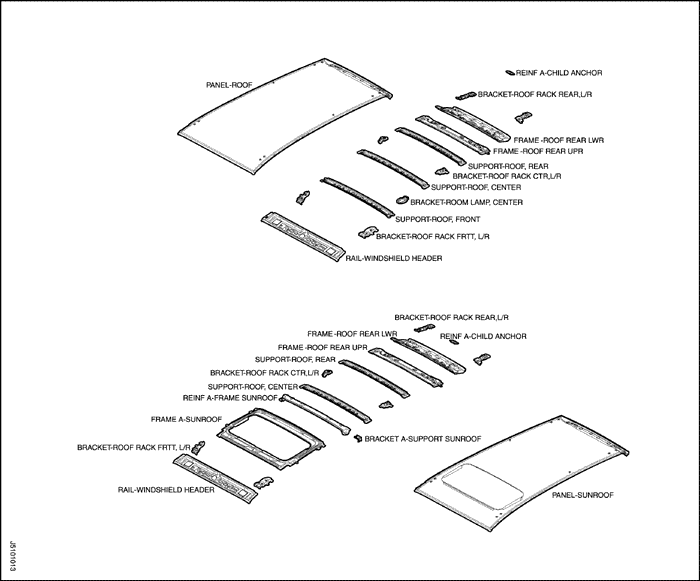 REINF A-CHILD ANCHOR
PANEL-ROOF
BRACKET-ROOF RACK REAR,L/R
FRAME -ROOF REAR LWR
FRAME -ROOF REAR UPR
SUPPORT-ROOF, REAR
BRACKET-ROOF RACK CTR,L/R
SUPPORT-ROOF, CENTER
BRACKET-ROOM LAMP, CENTER
SUPPORT-ROOF, FRONT
BRACKET-ROOF RACK FRTT, L/R
RAIL-WINDSHIELD HEADER
BRACKET-ROOF RACK REAR,L/R
FRAME -ROOF REAR LWR
REINF A-CHILD ANCHOR
FRAME -ROOF REAR UPR
SUPPORT-ROOF, REAR
BRACKET-ROOF RACK CTR,L/R
SUPPORT-ROOF, CENTER
REINF A-FRAME SUNROOF
FRAME A-SUNROOF
BRACKET A-SUPPORT SUNROOF
BRACKET-ROOF RACK FRTT, L/R
RAIL-WINDSHIELD HEADER
PANEL-SUNROOF
J5101013